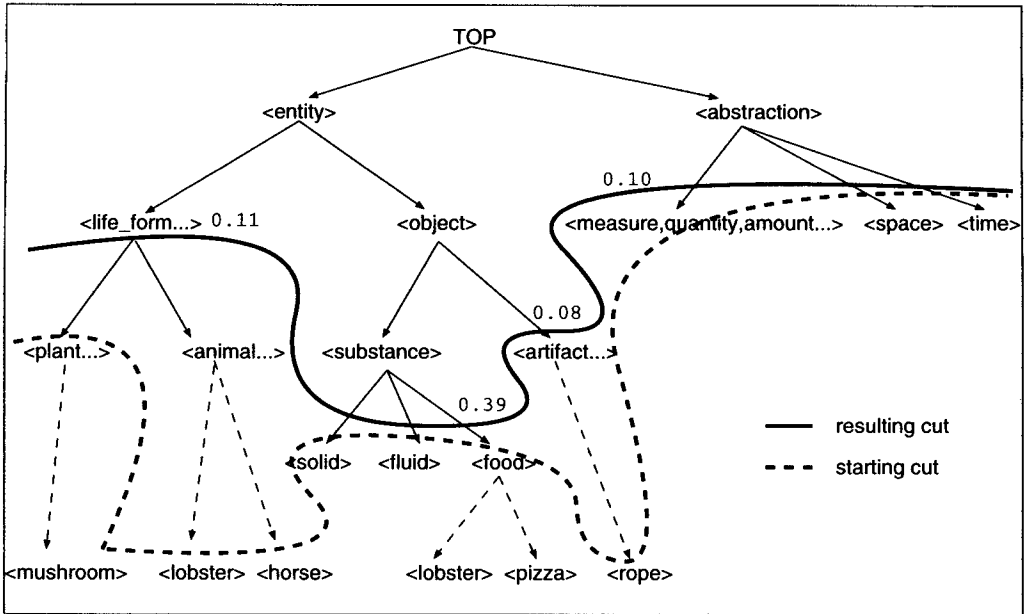 TOP
<entity>
<abstraction>
0.10
<life_form...> 0.11
<object>
<measure,quantity,amount...>
<space>
<time>
0.08
<plant...>
<animal...>
<substance>
<artifact...>
0.39
resulting cut
<solid>
<fluid>
<food>
starting cut
<mushroom>
<lobster>
<horse>
<lobster>
<pizza>
<rope>